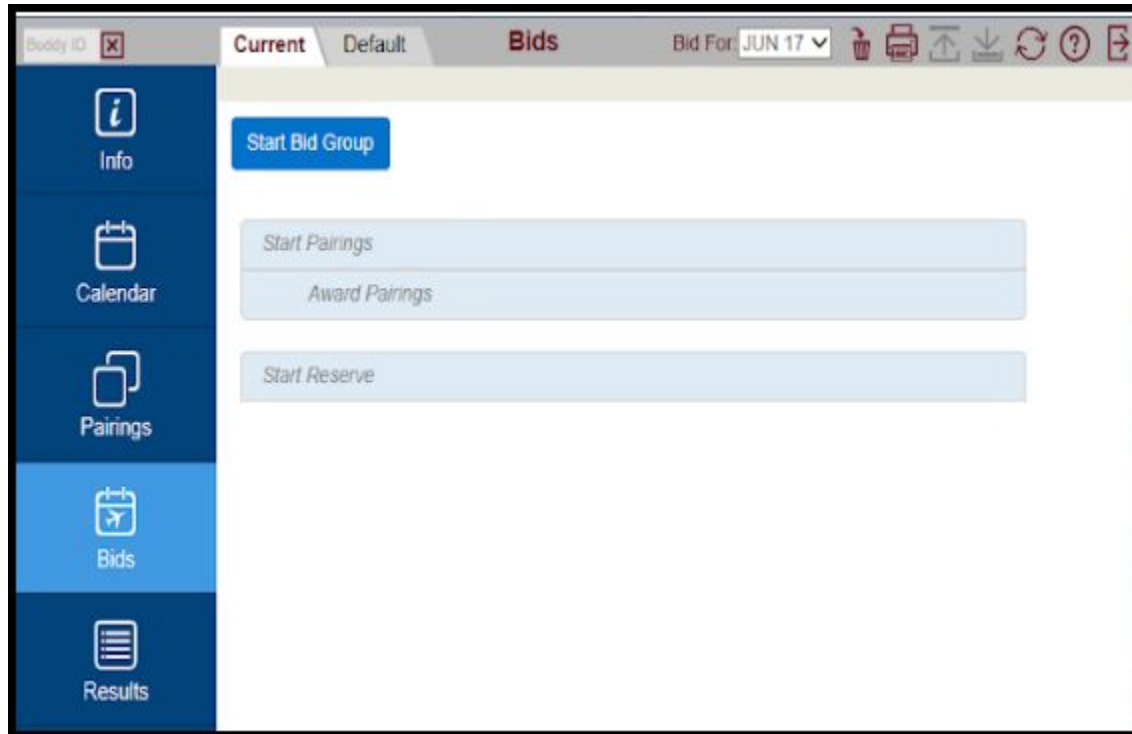 Buddy ID
Current Default Bids Bid For: JUN 17
Info
Start Bid Group
Start Pairings
Calendar
Award Pairings
Start Reserve
Pairings
Bids
Results